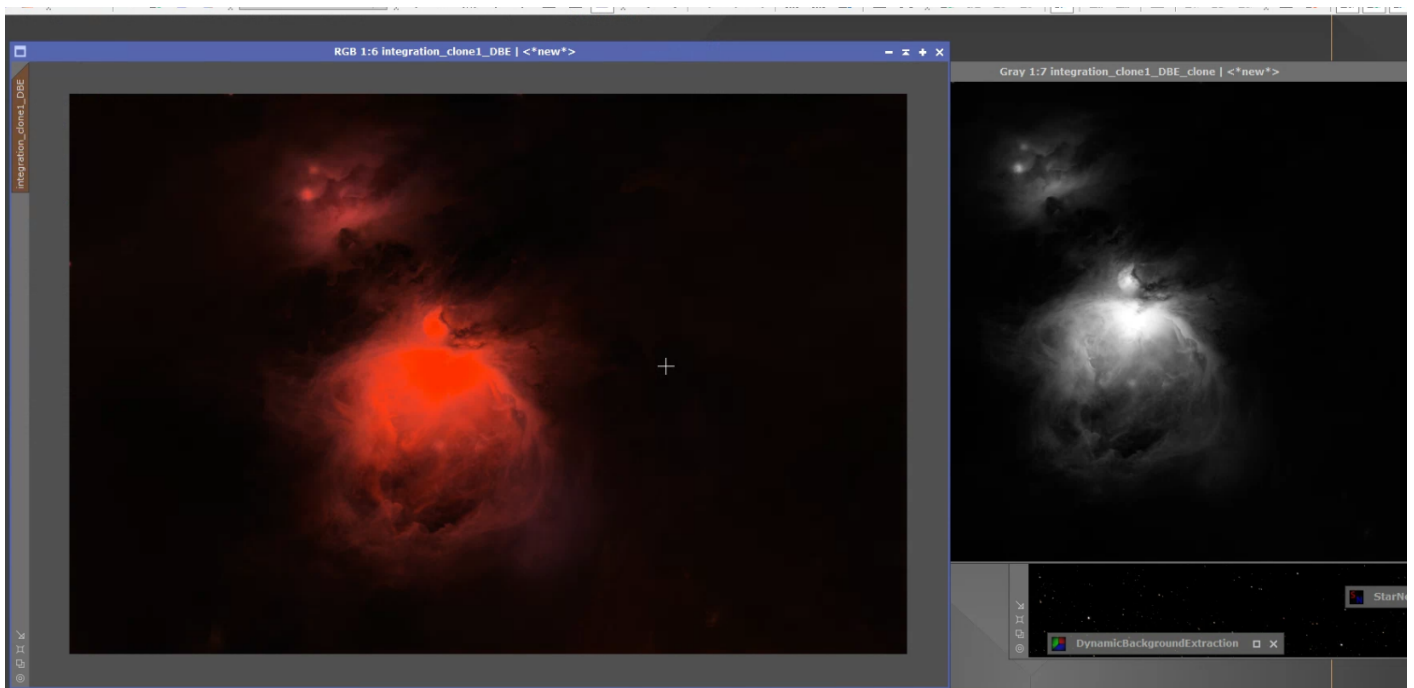 RGB 1:6 integration_clone1_DBE | <*new*>
integration_clone1_DBE
Gray 1:7 integration_clone1_DBE_clone | <*new*>
DynamicBackgroundExtraction